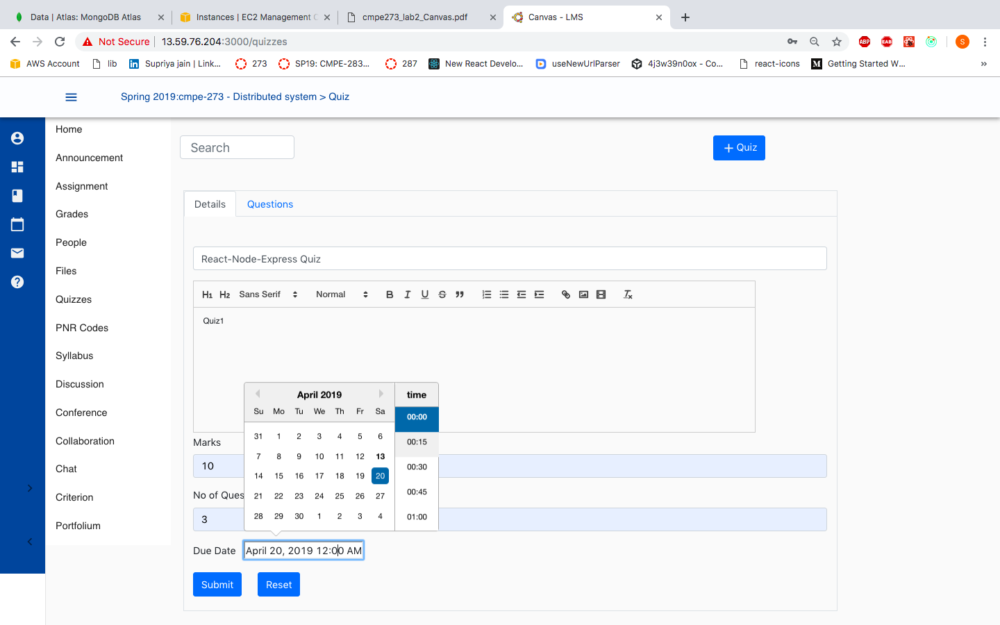 Data | Atlas: MongoDB Atlas
Instances | EC2 Management C
cmpe273_lab2_Canvas.pdf
Canvas - LMS
Not Secure 13.59.76.204:3000/quizzes
ABP
EAB
S
AWS Account
lib
Supriya jain | Link...
273
SP19: CMPE-283...
287
New React Develo...
useNewUrlParser
4j3w39n0ox - Co...
react-icons
Getting Started W...
»
Spring 2019:cmpe-273 - Distributed system > Quiz
Home
Announcement
Assignment
Grades
People
Files
Quizzes
PNR Codes
Syllabus
Discussion
Conference
Collaboration
Chat
Criterion
Portfolium
Search
+ Quiz
Details
Questions
React-Node-Express Quiz
H1 H2 Sans Serif Normal B I U S
Quiz1
April 2019
Su Mo Tu We Th Fr Sa
31 1 2 3 4 5 6
7 8 9 10 11 12 13
14 15 16 17 18 19 20
21 22 23 24 25 26 27
28 29 30 1 2 3 4
time
00:00
00:15
00:30
00:45
01:00
Marks
10
No of Ques
3
Due Date April 20, 2019 12:00 AM
Submit
Reset